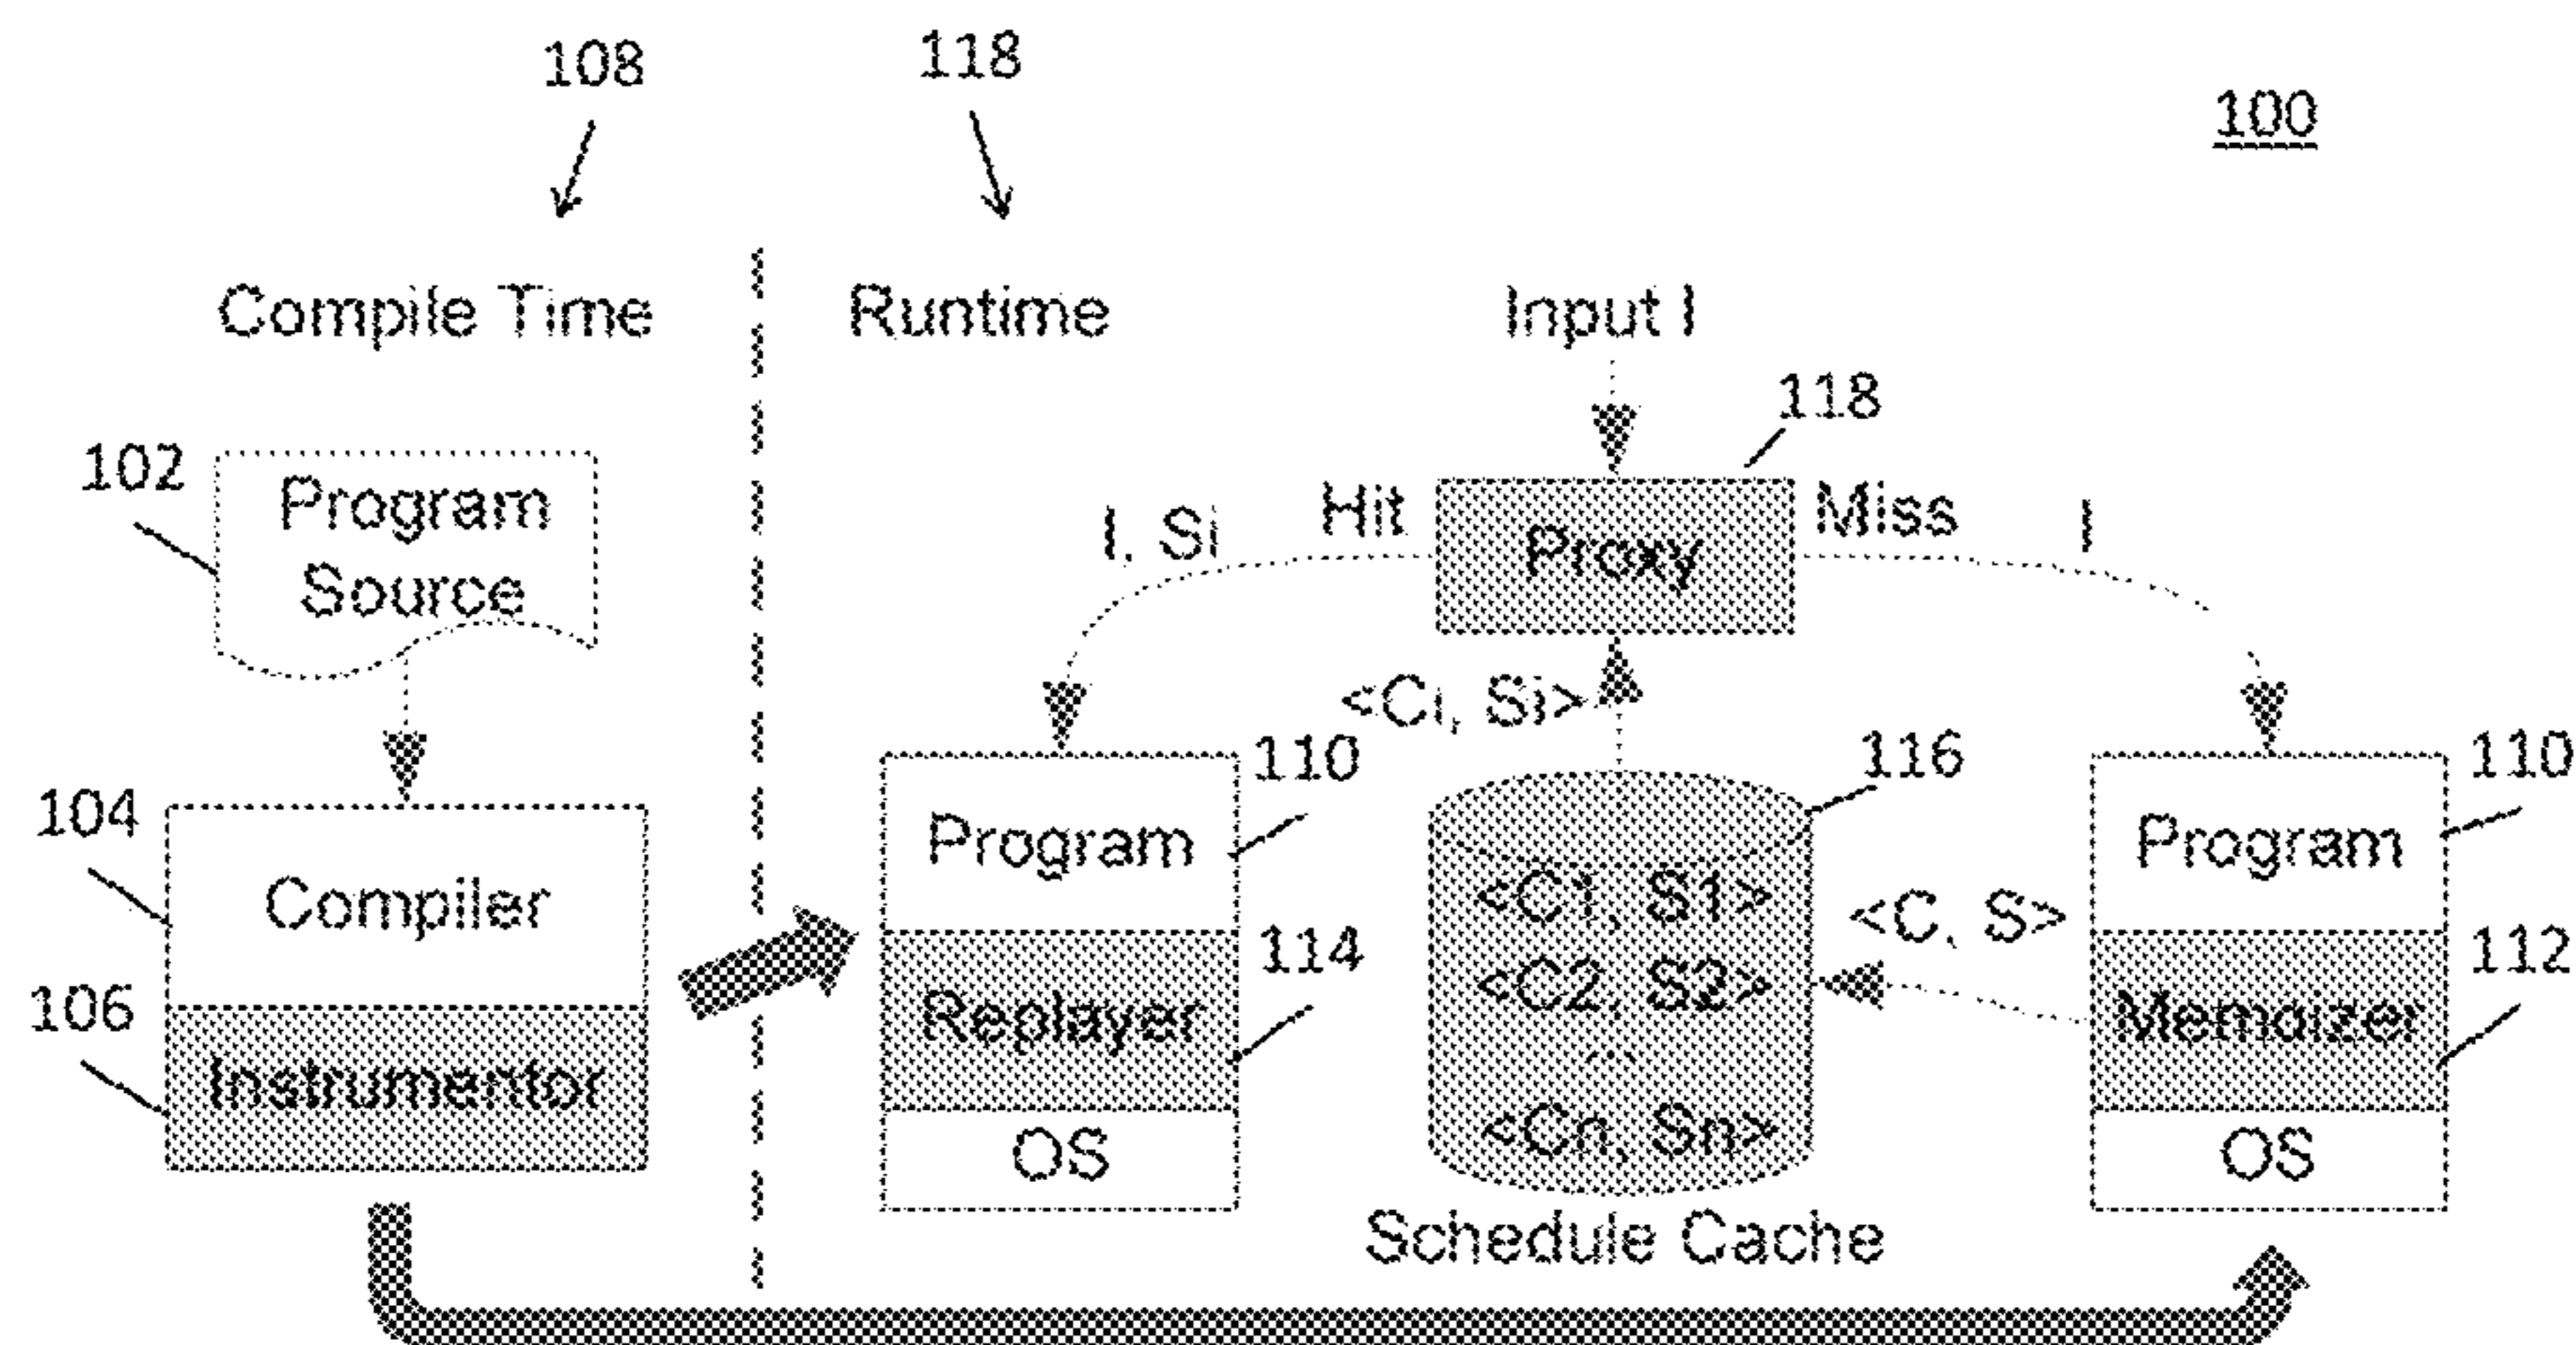 108
118
100
Compile Time
Runtime
Input I
118
102
Program
Source
I, Si
Hit
Proxy
Miss
I
<Ci, Si>
110
116
110
104
Compiler
Program
<C1, S1>
Program
<C, S>
114
112
106
Instrumentor
Replayer
<C2, S2>
Memoizer
...
<Cn, Sn>
OS
OS
Schedule Cache